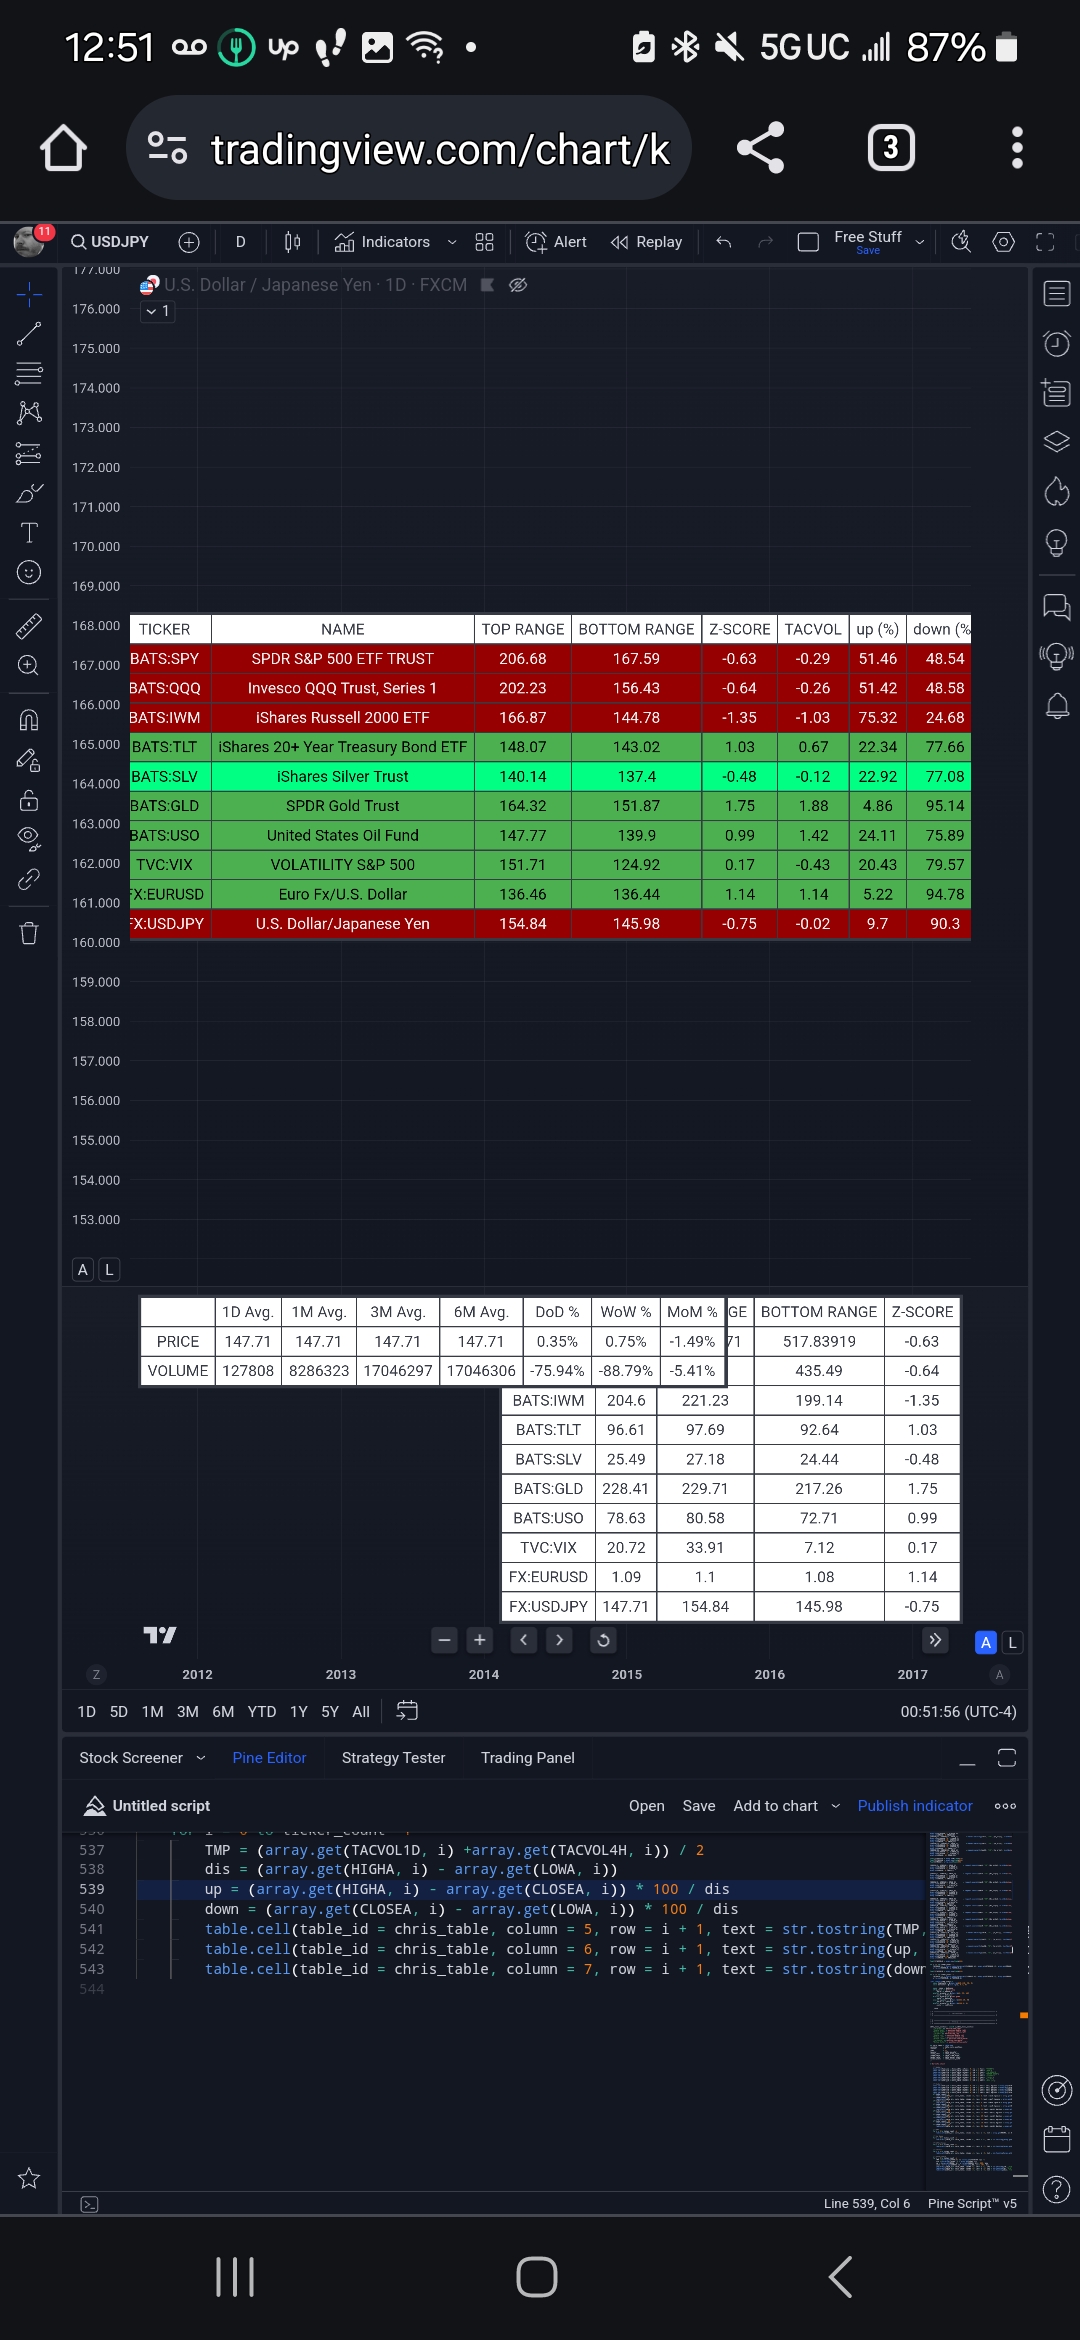 12:51 up 5G UC 87%
tradingview.com/chart/k 3
11 USDJPY D Indicators Alert Replay Free Stuff
Save
177.000
U.S. Dollar / Japanese Yen · 1D · FXCM
176.000 1
175.000
174.000
173.000
172.000
171.000
170.000
169.000
168.000
167.000
166.000
165.000
164.000
163.000
162.000
161.000
160.000
159.000
158.000
157.000
156.000
155.000
154.000
153.000
TICKER NAME TOP RANGE BOTTOM RANGE Z-SCORE TACVOL up (%) down (%
BATS:SPY SPDR S&P 500 ETF TRUST 206.68 167.59 -0.63 -0.29 51.46 48.54
BATS:QQQ Invesco QQQ Trust, Series 1 202.23 156.43 -0.64 -0.26 51.42 48.58
BATS:IWM iShares Russell 2000 ETF 166.87 144.78 -1.35 -1.03 75.32 24.68
BATS:TLT iShares 20+ Year Treasury Bond ETF 148.07 143.02 1.03 0.67 22.34 77.66
BATS:SLV iShares Silver Trust 140.14 137.4 -0.48 -0.12 22.92 77.08
BATS:GLD SPDR Gold Trust 164.32 151.87 1.75 1.88 4.86 95.14
BATS:USO United States Oil Fund 147.77 139.9 0.99 1.42 24.11 75.89
TVC:VIX VOLATILITY S&P 500 151.71 124.92 0.17 -0.43 20.43 79.57
FX:EURUSD Euro Fx/U.S. Dollar 136.46 136.44 1.14 1.14 5.22 94.78
FX:USDJPY U.S. Dollar/Japanese Yen 154.84 145.98 -0.75 -0.02 9.7 90.3
A L
1D Avg. 1M Avg. 3M Avg. 6M Avg. DoD % WoW % MoM % GE BOTTOM RANGE Z-SCORE
PRICE 147.71 147.71 147.71 147.71 0.35% 0.75% -1.49% 71 517.83919 -0.63
VOLUME 127808 8286323 17046297 17046306 -75.94% -88.79% -5.41% 435.49 -0.64
BATS:IWM 204.6 221.23 199.14 -1.35
BATS:TLT 96.61 97.69 92.64 1.03
BATS:SLV 25.49 27.18 24.44 -0.48
BATS:GLD 228.41 229.71 217.26 1.75
BATS:USO 78.63 80.58 72.71 0.99
TVC:VIX 20.72 33.91 7.12 0.17
FX:EURUSD 1.09 1.1 1.08 1.14
FX:USDJPY 147.71 154.84 145.98 -0.75
A L
Z 2012 2013 2014 2015 2016 2017 A
1D 5D 1M 3M 6M YTD 1Y 5Y All 00:51:56 (UTC-4)
Stock Screener Pine Editor Strategy Tester Trading Panel
Untitled script Open Save Add to chart Publish indicator
537 TMP = (array.get(TACVOL1D, i) +array.get(TACVOL4H, i)) / 2
538 dis = (array.get(HIGHA, i) - array.get(LOWA, i))
539 up = (array.get(HIGHA, i) - array.get(CLOSEA, i)) * 100 / dis
540 down = (array.get(CLOSEA, i) - array.get(LOWA, i)) * 100 / dis
541 table.cell(table_id = chris_table, column = 5, row = i + 1, text = str.tostring(TMP,
542 table.cell(table_id = chris_table, column = 6, row = i + 1, text = str.tostring(up,
543 table.cell(table_id = chris_table, column = 7, row = i + 1, text = str.tostring(down
544
Line 539, Col 6 Pine Script™ v5